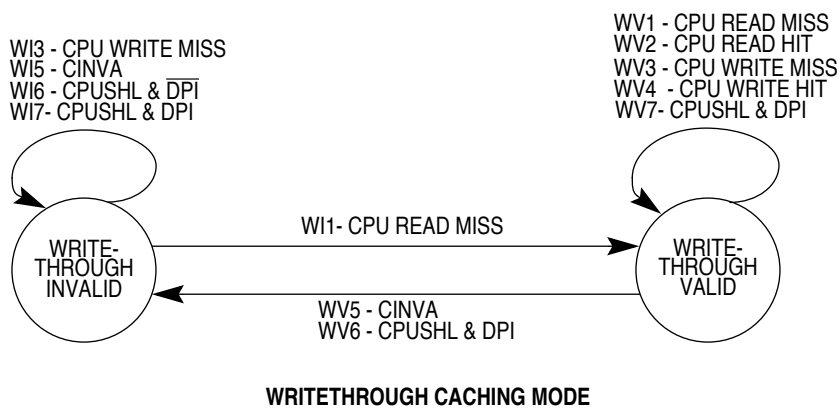 WI3 - CPU WRITE MISS
WI5 - CINVA
WI6 - CPUSHL & D̅P̅I̅
WI7- CPUSHL & DPI
WV1 - CPU READ MISS
WV2 - CPU READ HIT
WV3 - CPU WRITE MISS
WV4 - CPU WRITE HIT
WV7- CPUSHL & DPI
WI1- CPU READ MISS
WRITE-
THROUGH
INVALID
WRITE-
THROUGH
VALID
WV5 - CINVA
WV6 - CPUSHL & DPI
WRITETHROUGH CACHING MODE